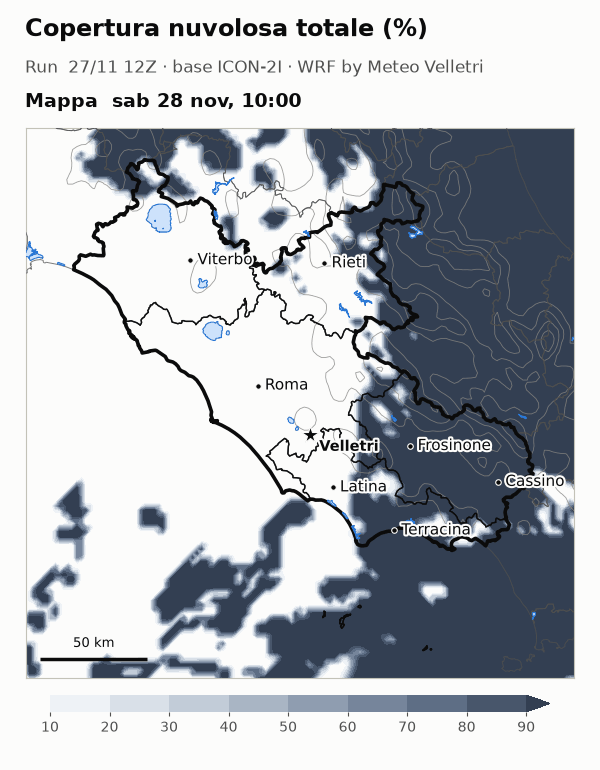 Copertura nuvolosa totale (%)
Run  27/11 12Z · base ICON-2I · WRF by Meteo Velletri
Mappa  sab 28 nov, 10:00
Viterbo
Rieti
Roma
Velletri
Frosinone
Latina
Cassino
Terracina
50 km
10 20 30 40 50 60 70 80 90